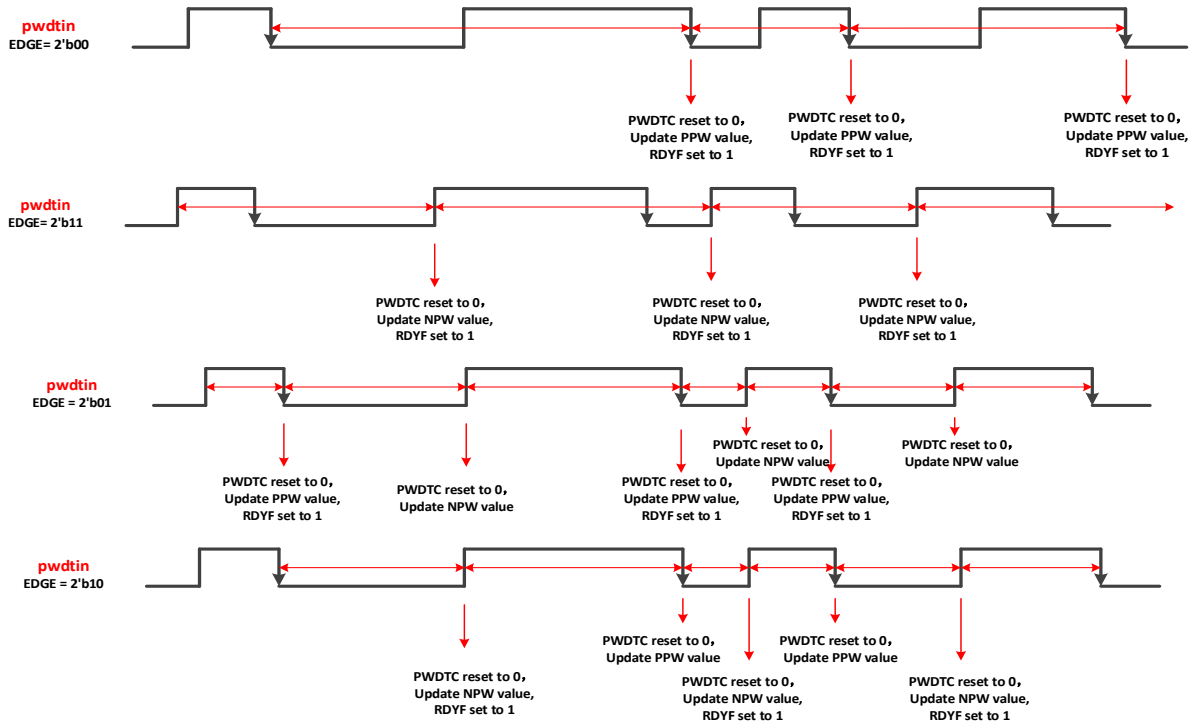 pwdtin
EDGE= 2'b00
PWDTC reset to 0，
Update PPW value,
RDYF set to 1
PWDTC reset to 0，
Update PPW value,
RDYF set to 1
PWDTC reset to 0，
Update PPW value,
RDYF set to 1
pwdtin
EDGE= 2'b11
PWDTC reset to 0，
Update NPW value,
RDYF set to 1
PWDTC reset to 0，
Update NPW value,
RDYF set to 1
PWDTC reset to 0，
Update NPW value,
RDYF set to 1
pwdtin
EDGE = 2'b01
PWDTC reset to 0，
Update PPW value,
RDYF set to 1
PWDTC reset to 0，
Update NPW value
PWDTC reset to 0，
Update PPW value,
RDYF set to 1
PWDTC reset to 0，
Update NPW value
PWDTC reset to 0，
Update PPW value,
RDYF set to 1
PWDTC reset to 0，
Update NPW value
pwdtin
EDGE = 2'b10
PWDTC reset to 0，
Update NPW value,
RDYF set to 1
PWDTC reset to 0，
Update PPW value
PWDTC reset to 0，
Update NPW value,
RDYF set to 1
PWDTC reset to 0，
Update PPW value
PWDTC reset to 0，
Update NPW value,
RDYF set to 1